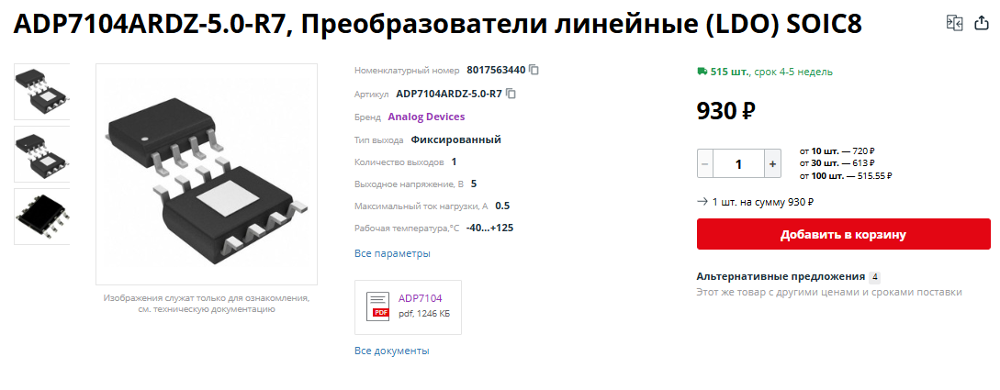 ADP7104ARDZ-5.0-R7, Преобразователи линейные (LDO) SOIC8
Изображения служат только для ознакомления,
см. техническую документацию
Номенклатурный номер 8017563440
Артикул ADP7104ARDZ-5.0-R7
Бренд Analog Devices
Тип выхода Фиксированный
Количество выходов 1
Выходное напряжение, В 5
Максимальный ток нагрузки, А 0.5
Рабочая температура,°С -40…+125
Все параметры
ADP7104
PDF
pdf, 1246 КБ
Все документы
515 шт., срок 4-5 недель
930 ₽
− 1 +
от 10 шт. — 720 ₽
от 30 шт. — 613 ₽
от 100 шт. — 515.55 ₽
→ 1 шт. на сумму 930 ₽
Добавить в корзину
Альтернативные предложения 4
Этот же товар с другими ценами и сроками поставки